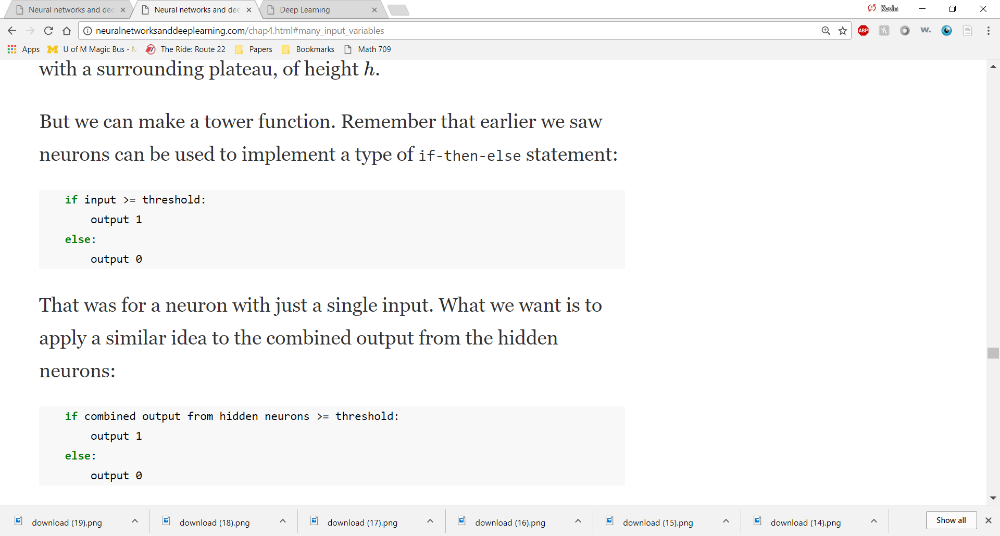 Neural networks and dee
Neural networks and dee
Deep Learning
Kevin
neuralnetworksanddeeplearning.com/chap4.html#many_input_variables
ABP
w.
Apps
U of M Magic Bus -
The Ride: Route 22
Papers
Bookmarks
Math 709
with a surrounding plateau, of height h.
But we can make a tower function. Remember that earlier we saw
neurons can be used to implement a type of if-then-else statement:
if input >= threshold:
output 1
else:
output 0
That was for a neuron with just a single input. What we want is to
apply a similar idea to the combined output from the hidden
neurons:
if combined output from hidden neurons >= threshold:
output 1
else:
output 0
download (19).png
download (18).png
download (17).png
download (16).png
download (15).png
download (14).png
Show all